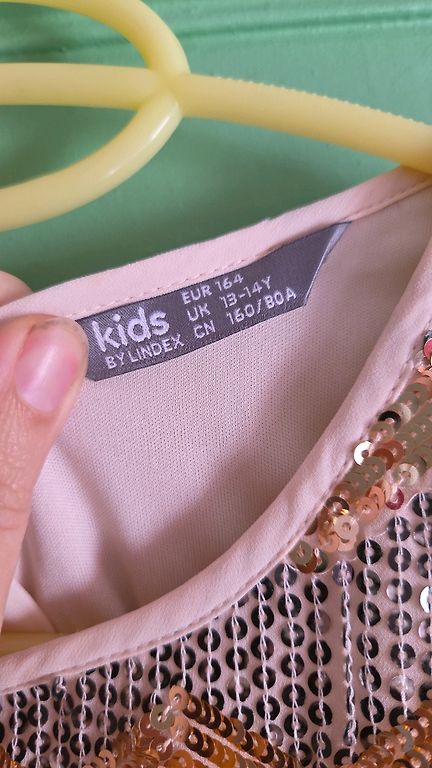 kids
BY LINDEX
EUR 164
UK 13-14Y
CN 160/80A